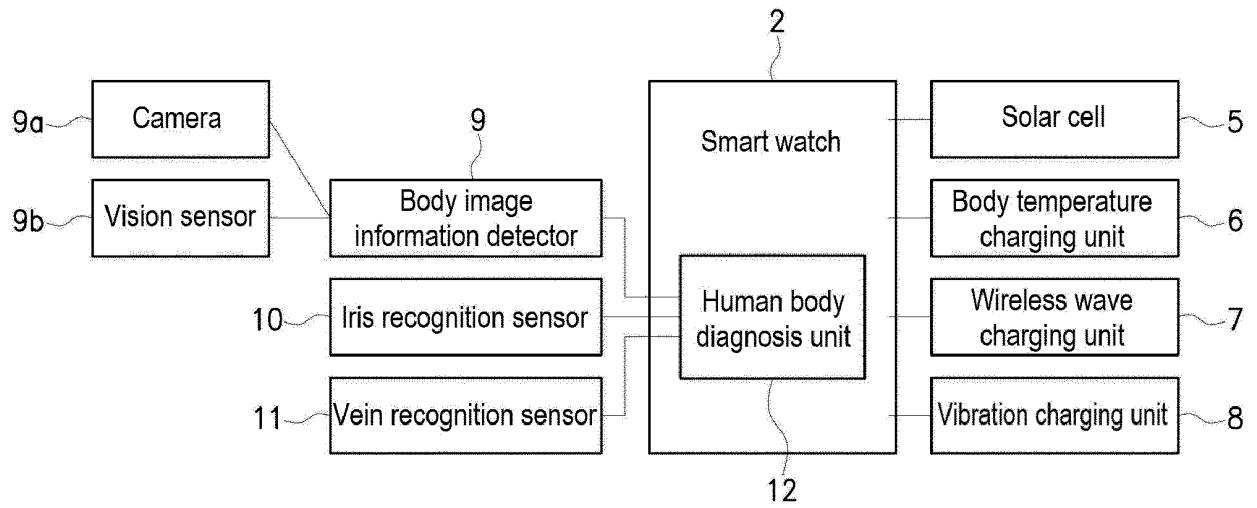 2
9a
Camera
9
Smart watch
Solar cell
5
9b
Vision sensor
Body image
information detector
Body temperature
charging unit
6
10
Iris recognition sensor
Human body
diagnosis unit
Wireless wave
charging unit
7
11
Vein recognition sensor
Vibration charging unit
8
12